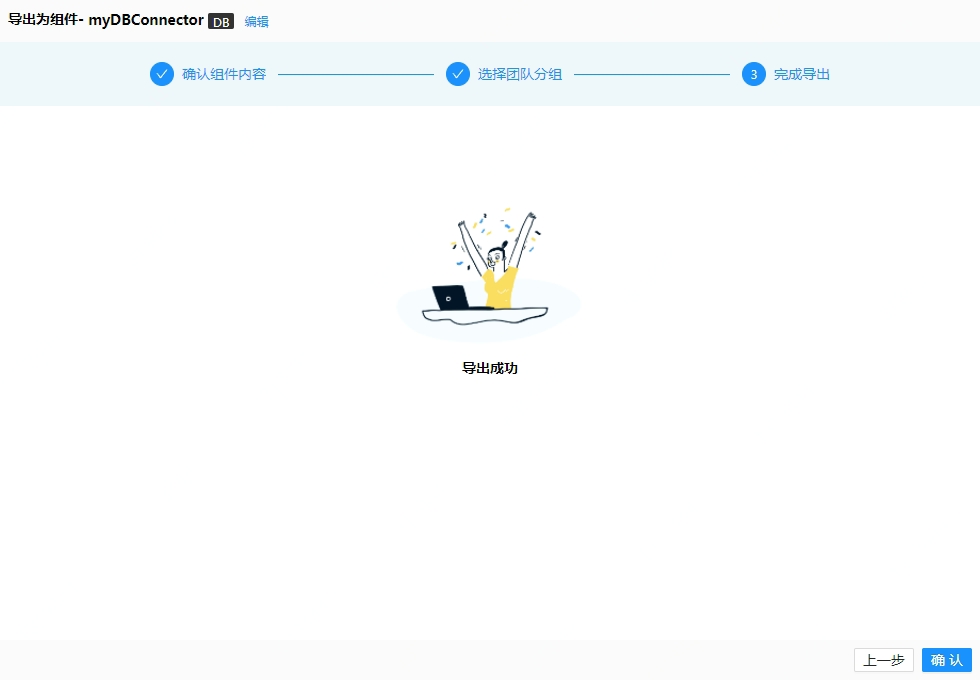 导出为组件- myDBConnector DB 编辑
确认组件内容 选择团队分组 3 完成导出
导出成功
上一步 确 认